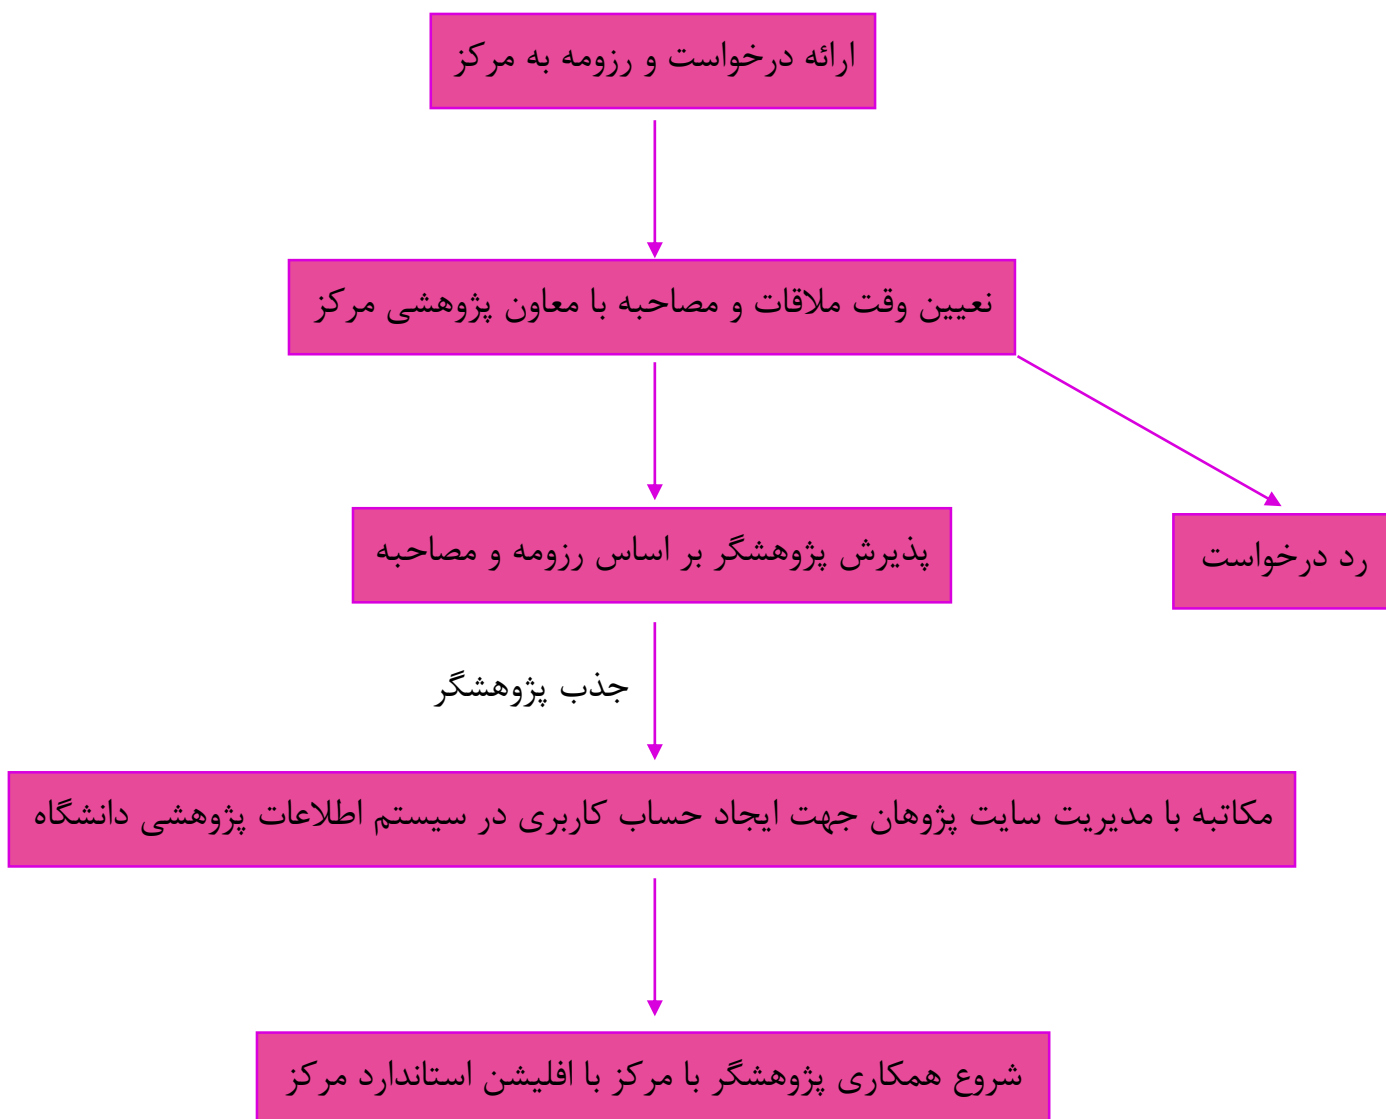 ارائه درخواست و رزومه به مرکز
نعیین وقت ملاقات و مصاحبه با معاون پژوهشی مرکز
پذیرش پژوهشگر بر اساس رزومه و مصاحبه
رد درخواست
جذب پژوهشگر
مکاتبه با مدیریت سایت پژوهان جهت ایجاد حساب کاربری در سیستم اطلاعات پژوهشی دانشگاه
شروع همکاری پژوهشگر با مرکز با افلیشن استاندارد مرکز